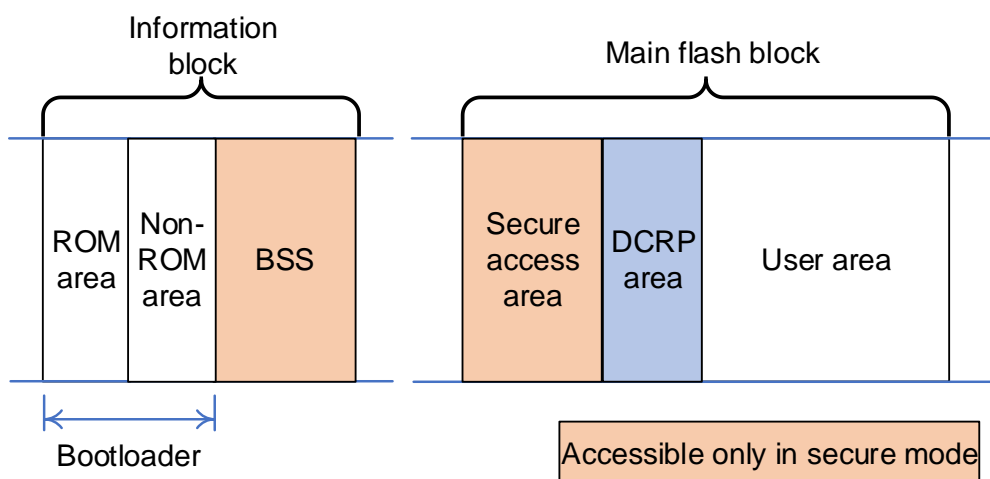 Information
block
Main flash block
ROM
area
Non-
ROM
area
BSS
Secure
access
area
DCRP
area
User area
Bootloader
Accessible only in secure mode